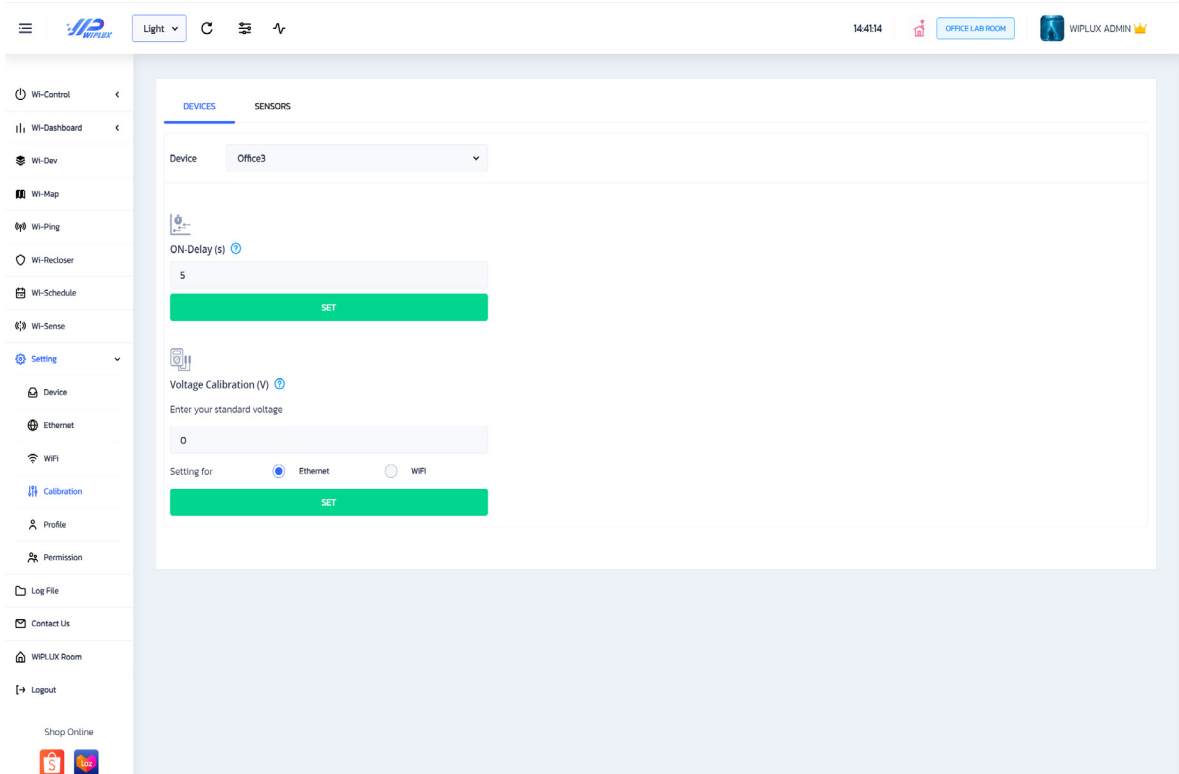 WIPLUX
Light
14:41:14
OFFICE LAB ROOM
WIPLUX ADMIN
Wi-Control
Wi-Dashboard
Wi-Dev
Wi-Map
Wi-Ping
Wi-Recloser
Wi-Schedule
Wi-Sense
Setting
Device
Ethernet
WiFi
Calibration
Profile
Permission
Log File
Contact Us
WIPLUX Room
Logout
Shop Online
S
Laz
DEVICES SENSORS
Device Office3
ON-Delay (s) ?
5
SET
Voltage Calibration (V) ?
Enter your standard voltage
0
Setting for Ethernet WIFI
SET